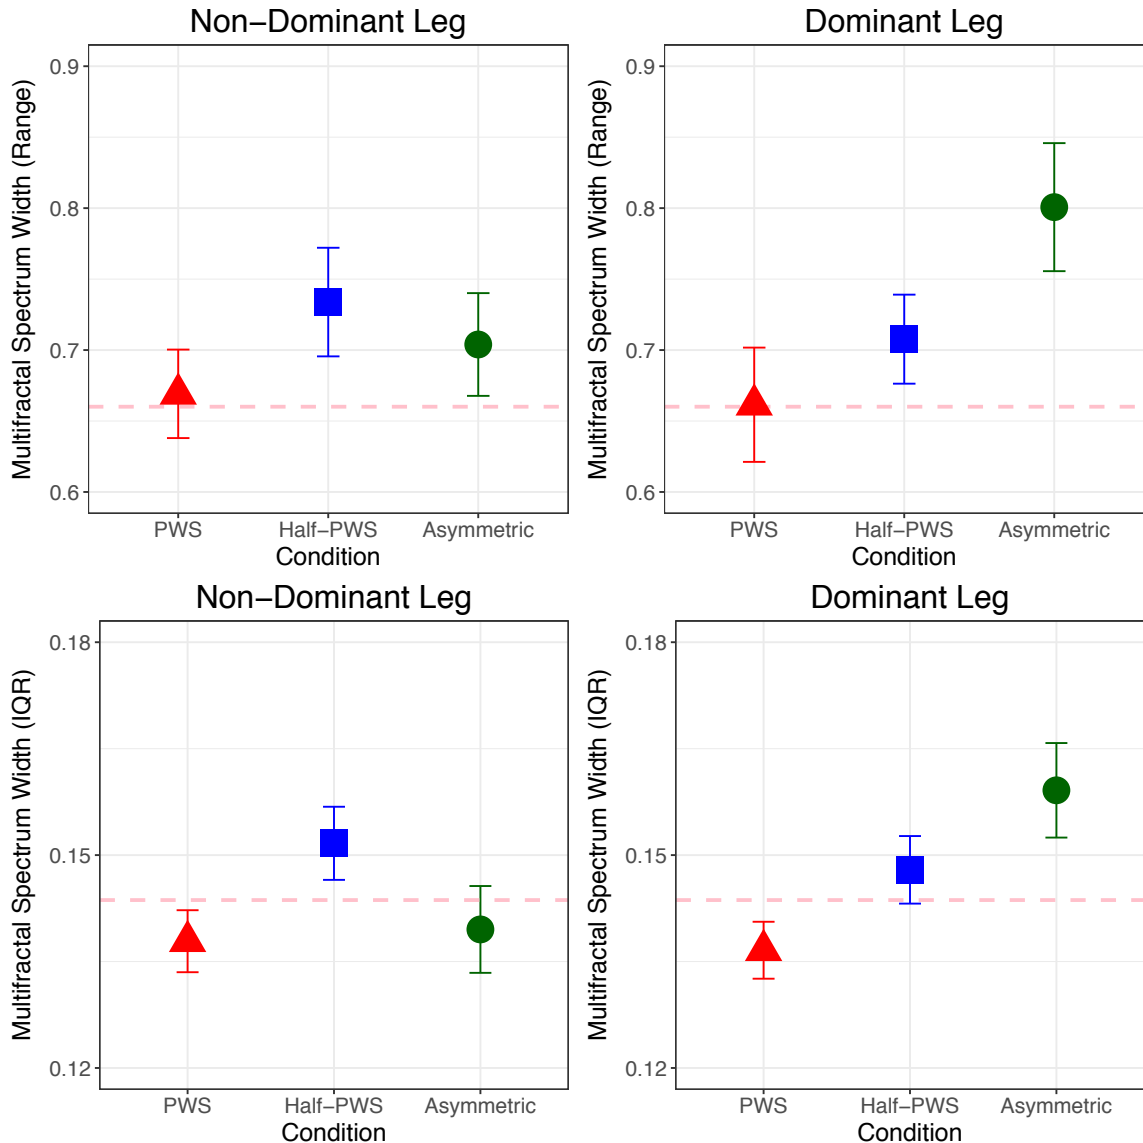 Non−Dominant Leg
Dominant Leg
Multifractal Spectrum Width (Range)
0.9
0.8
0.7
0.6
PWS
Half−PWS
Asymmetric
Condition
Multifractal Spectrum Width (Range)
0.9
0.8
0.7
0.6
PWS
Half−PWS
Asymmetric
Condition
Non−Dominant Leg
Dominant Leg
Multifractal Spectrum Width (IQR)
0.18
0.15
0.12
PWS
Half−PWS
Asymmetric
Condition
Multifractal Spectrum Width (IQR)
0.18
0.15
0.12
PWS
Half−PWS
Asymmetric
Condition